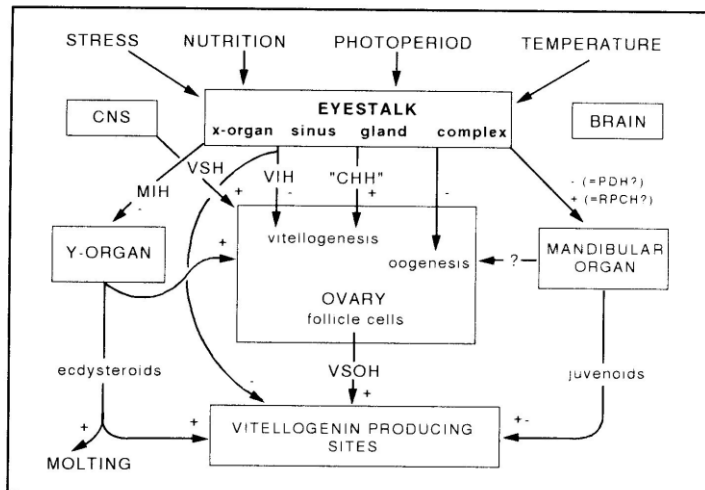 STRESS NUTRITION PHOTOPERIOD TEMPERATURE
EYESTALK
x-organ sinus gland complex
CNS
BRAIN
MIH
-
VSH
+
+
VIH
-
"CHH"
+
-
- (=PDH?)
+ (=RPCH?)
Y-ORGAN
+
vitellogenesis
oogenesis
?
MANDIBULAR
ORGAN
OVARY
follicle cells
ecdysteroids
VSOH
+
juvenoids
-
+
+
+-
VITELLOGENIN PRODUCING
SITES
MOLTING